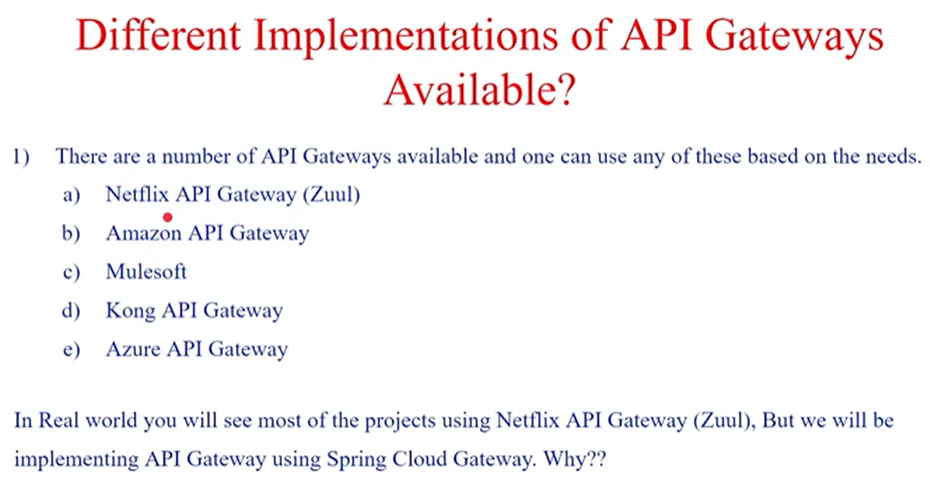 Different Implementations of API Gateways
Available?
1) There are a number of API Gateways available and one can use any of these based on the needs.
a) Netflix API Gateway (Zuul)
b) Amazon API Gateway
c) Mulesoft
d) Kong API Gateway
e) Azure API Gateway
In Real world you will see most of the projects using Netflix API Gateway (Zuul), But we will be
implementing API Gateway using Spring Cloud Gateway. Why??